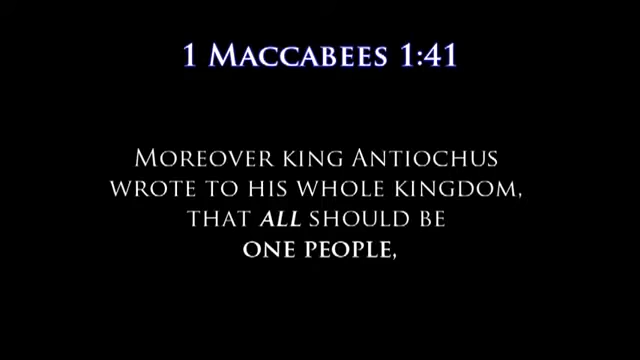 1 Maccabees 1:41
Moreover king Antiochus
wrote to his whole kingdom,
that ALL should be
one people,